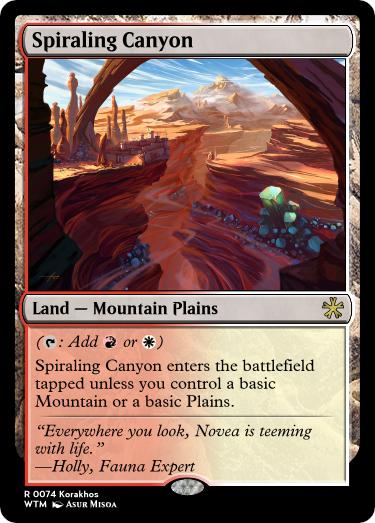 Spiraling Canyon
Land — Mountain Plains
(: Add or )
Spiraling Canyon enters the battlefield
tapped unless you control a basic
Mountain or a basic Plains.
“Everywhere you look, Novea is teeming
with life.”
—Holly, Fauna Expert
R 0074 Korakhos
WTM Asur Misoa